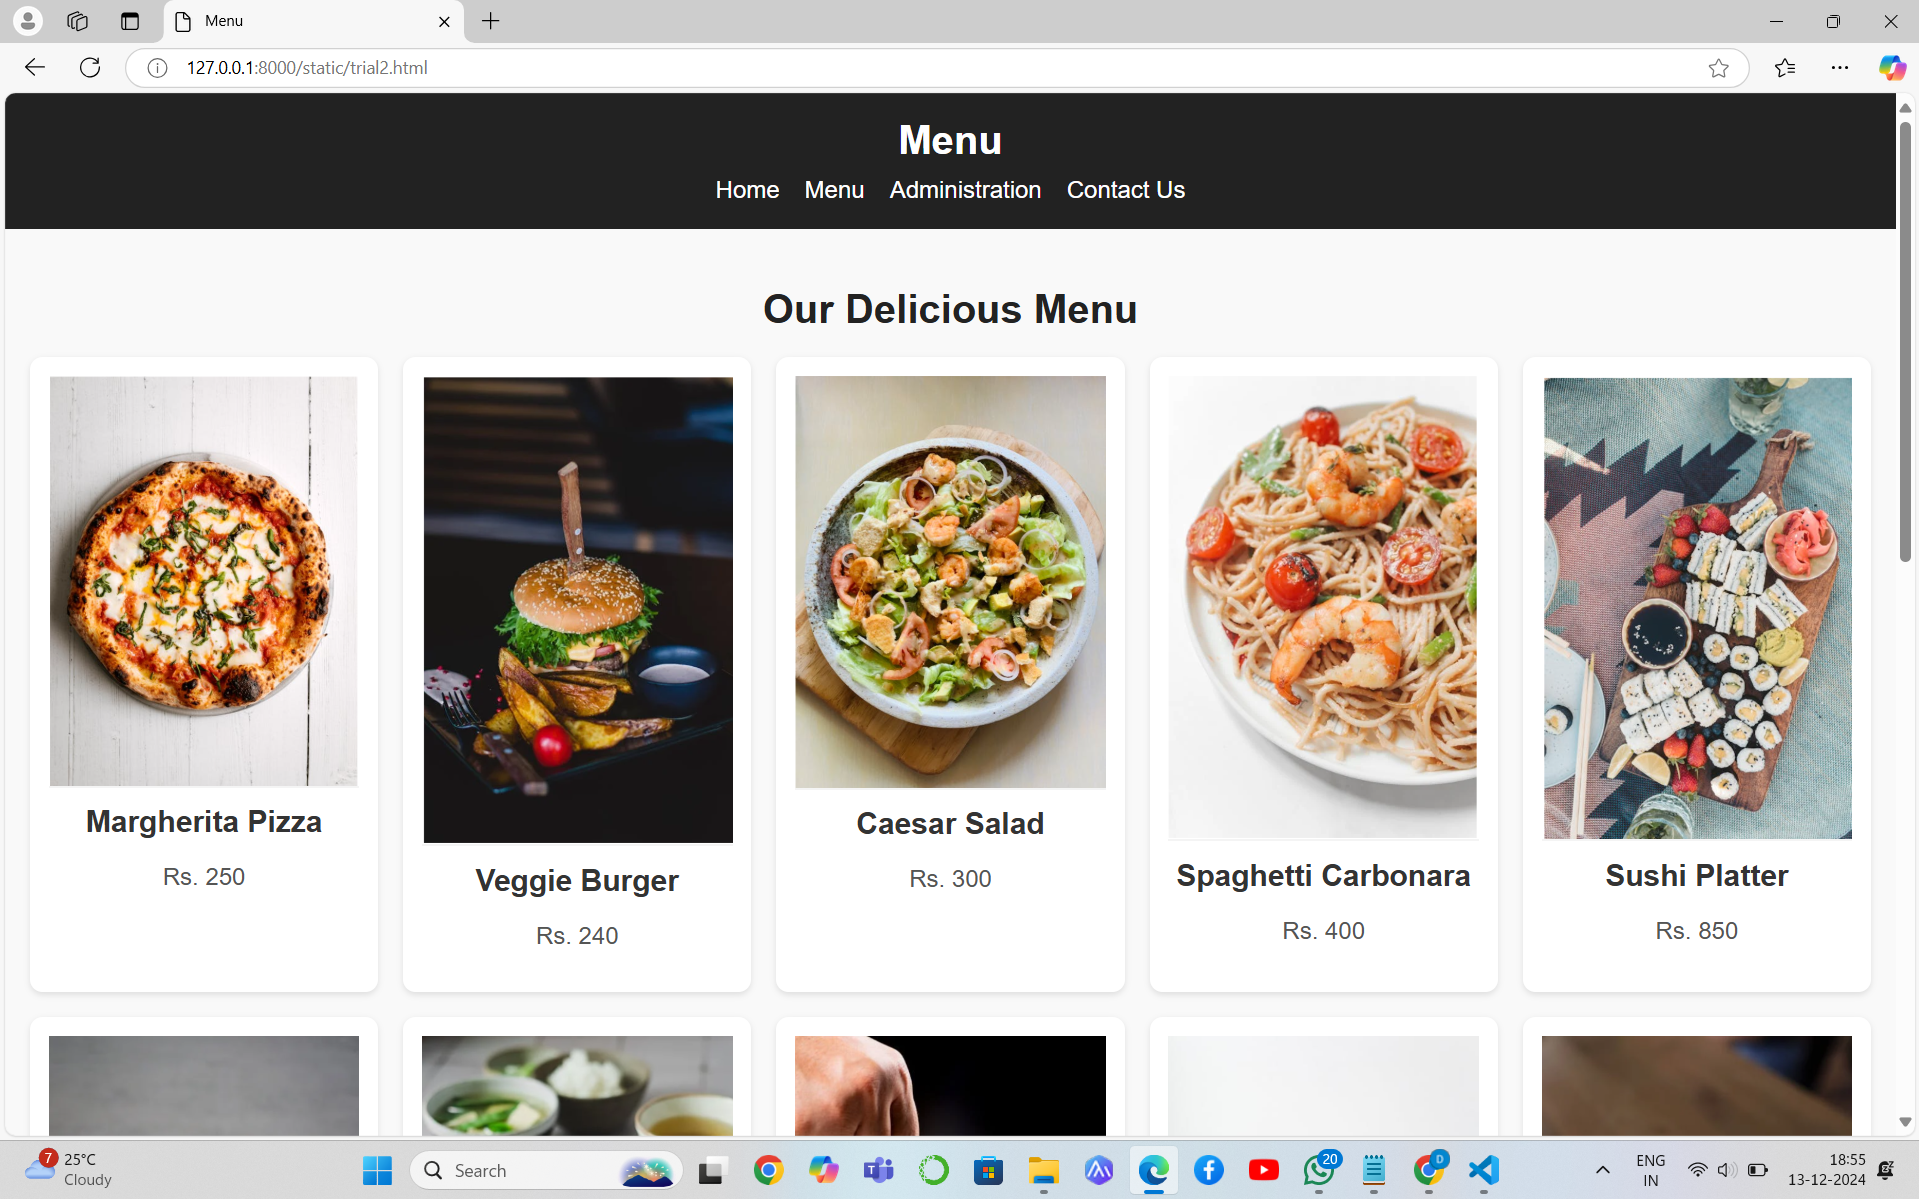 Menu
127.0.0.1:8000/static/trial2.html
Menu
Home Menu Administration Contact Us
Our Delicious Menu
Margherita Pizza
Rs. 250
Veggie Burger
Rs. 240
Caesar Salad
Rs. 300
Spaghetti Carbonara
Rs. 400
Sushi Platter
Rs. 850
7
25°C
Cloudy
Search
20
D
ENG
IN
18:55
13-12-2024